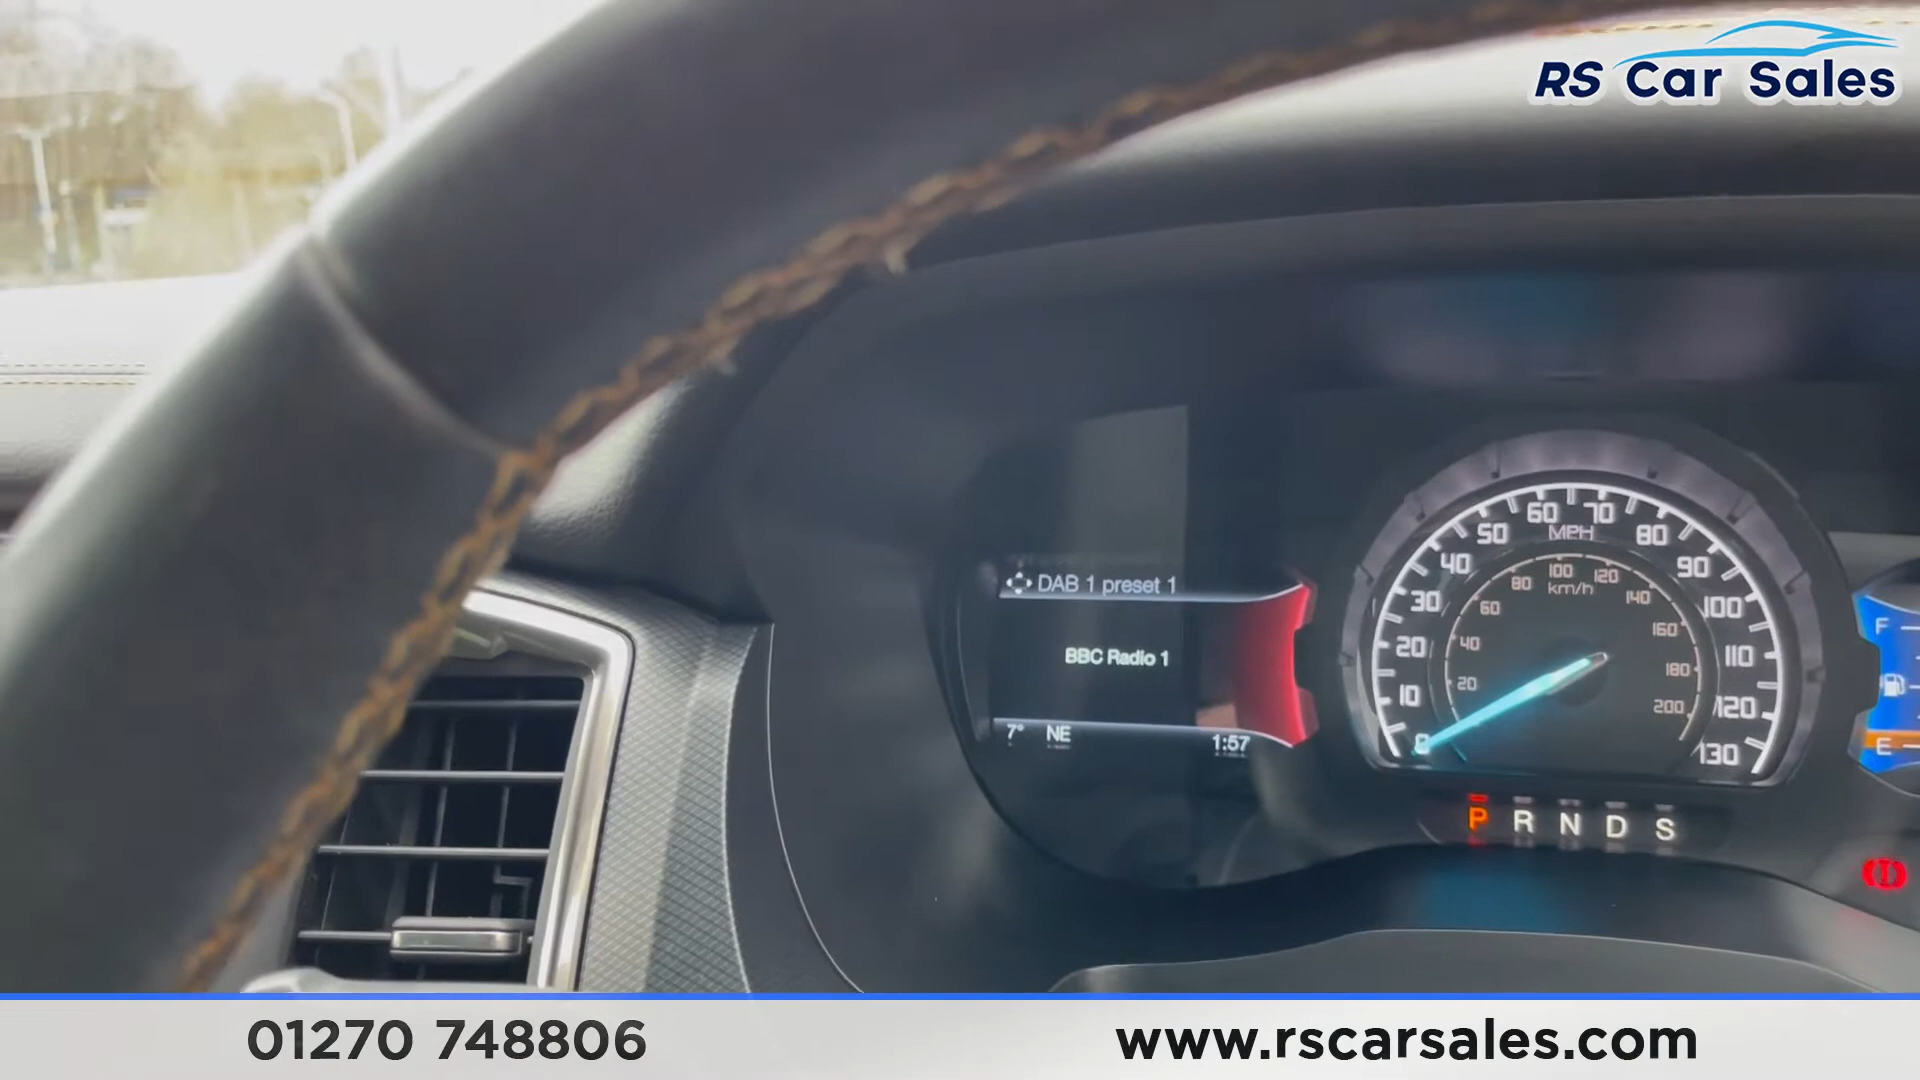 RS Car Sales
DAB 1 preset 1
BBC Radio 1
7° NE 1:57
0 10 20 30 40 50 60 70 80 90 100 110 120 130
MPH
20 40 60 80 100 120 140 160 180 200
km/h
F
E
P R N D S
01270 748806
www.rscarsales.com